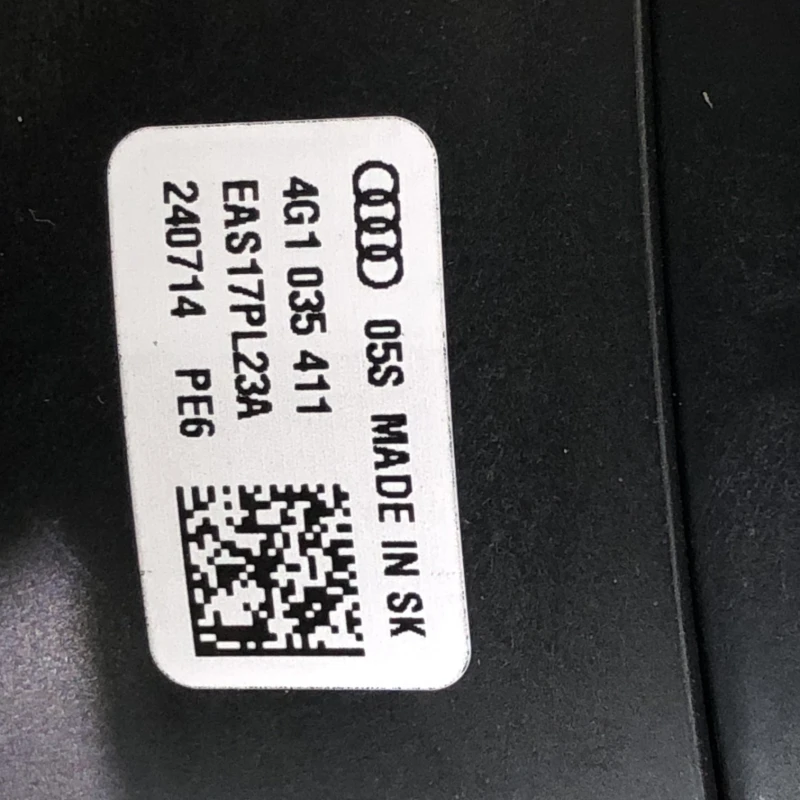 05S MADE IN SK
4G1 035 411
EAS17PL23A
240714 PE6